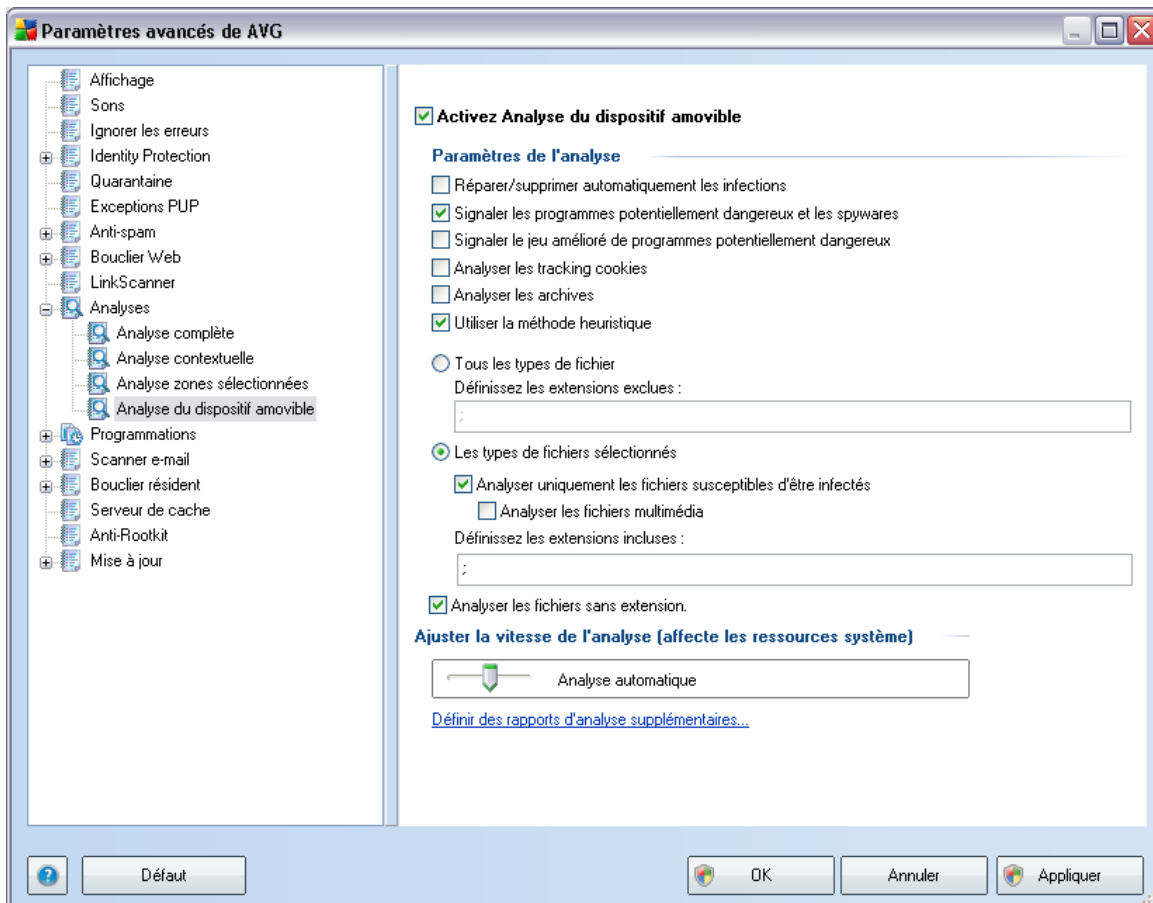 Paramètres avancés de AVG
Affichage
Sons
Ignorer les erreurs
Identity Protection
Quarantaine
Exceptions PUP
Anti-spam
Bouclier Web
LinkScanner
Analyses
Analyse complète
Analyse contextuelle
Analyse zones sélectionnées
Analyse du dispositif amovible
Programmations
Scanner e-mail
Bouclier résident
Serveur de cache
Anti-Rootkit
Mise à jour
Activez Analyse du dispositif amovible
Paramètres de l'analyse
Réparer/supprimer automatiquement les infections
Signaler les programmes potentiellement dangereux et les spywares
Signaler le jeu amélioré de programmes potentiellement dangereux
Analyser les tracking cookies
Analyser les archives
Utiliser la méthode heuristique
Tous les types de fichier
Définissez les extensions exclues :
;
Les types de fichiers sélectionnés
Analyser uniquement les fichiers susceptibles d'être infectés
Analyser les fichiers multimédia
Définissez les extensions incluses :
;
Analyser les fichiers sans extension.
Ajuster la vitesse de l'analyse (affecte les ressources système)
Analyse automatique
Définir des rapports d'analyse supplémentaires...
Défaut
OK
Annuler
Appliquer